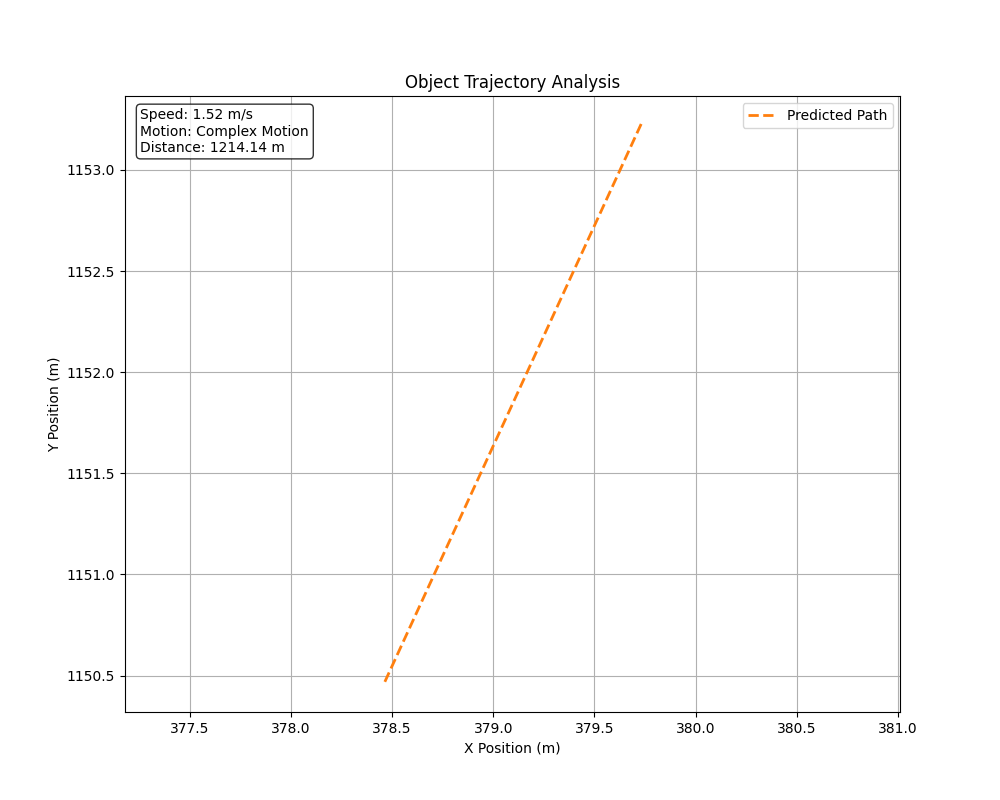 Object Trajectory Analysis
Speed: 1.52 m/s
Motion: Complex Motion
Distance: 1214.14 m
Predicted Path
1153.0
1152.5
1152.0
1151.5
1151.0
1150.5
Y Position (m)
377.5 378.0 378.5 379.0 379.5 380.0 380.5 381.0
X Position (m)